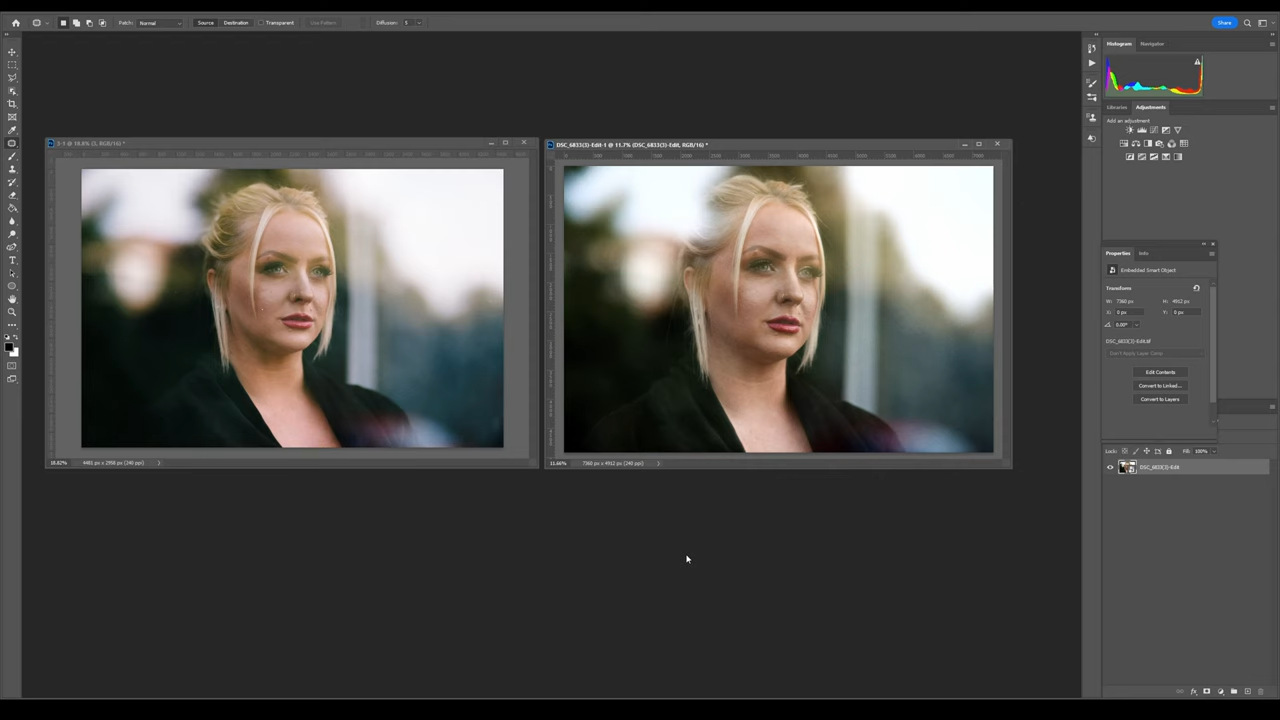 Patch: Normal Source Destination Transparent Use Pattern Diffusion: 5 Share
Histogram Navigator
Libraries Adjustments
Add an adjustment
1-1 @ 18.8% (3, RGB/16) *
DSC_6833(3)-Edit-1 @ 11.7% (DSC_6833(3)-Edit, RGB/16) *
Properties Info
Embedded Smart Object
Transform
W: 7360 px H: 4912 px
X: 0 px Y: 0 px
0.00°
DSC_6833(3)-Edit.tif
Don't Apply Layer Comp
Edit Contents
Convert to Linked...
Convert to Layers
Lock: Fill: 100%
DSC_6833(3)-Edit
18.82% 4481 px x 2958 px (240 ppi)
11.66% 7360 px x 4912 px (240 ppi)